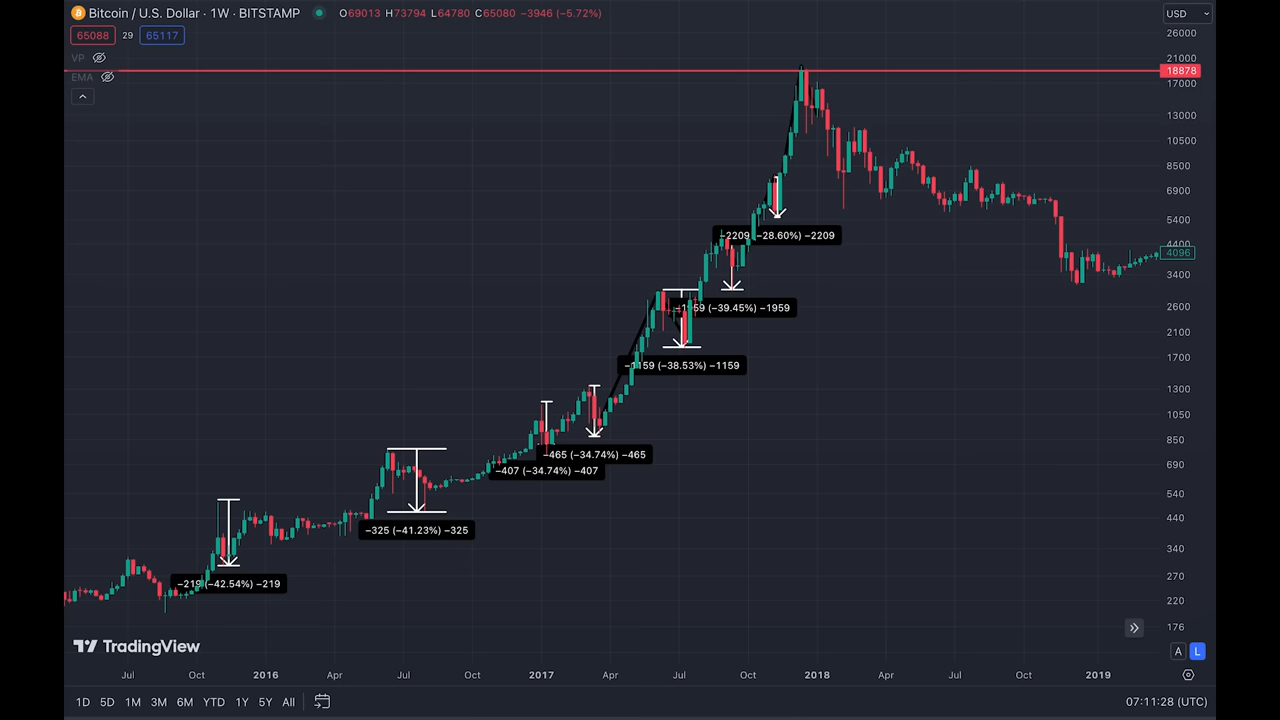 Bitcoin / U.S. Dollar · 1W · BITSTAMP O69013 H73794 L64780 C65080 −3946 (−5.72%)
USD
65088 29 65117
VP
EMA
26000
21000
18878
17000
13000
10500
8500
6900
5400
4400
4096
3400
2600
2100
1700
1300
1050
850
690
540
440
340
270
220
176
−2209 (−28.60%) −2209
−1959 (−39.45%) −1959
−1159 (−38.53%) −1159
−465 (−34.74%) −465
−407 (−34.74%) −407
−325 (−41.23%) −325
−219 (−42.54%) −219
TradingView
A L
Jul Oct 2016 Apr Jul Oct 2017 Apr Jul Oct 2018 Apr Jul Oct 2019
1D 5D 1M 3M 6M YTD 1Y 5Y All
07:11:28 (UTC)